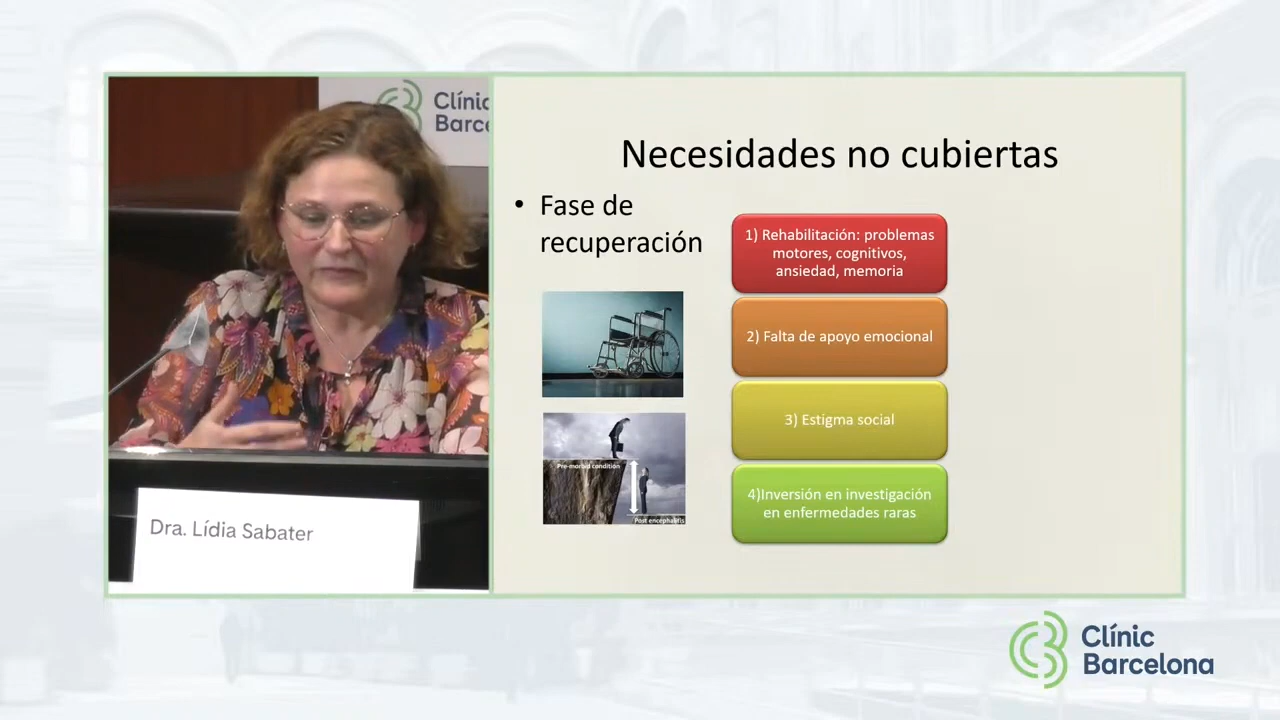 Clínic
Barce
Dra. Lídia Sabater
Necesidades no cubiertas
• Fase de
recuperación
Pre-morbid condition
Post encephalitis
1) Rehabilitación: problemas
motores, cognitivos,
ansiedad, memoria
2) Falta de apoyo emocional
3) Estigma social
4)Inversión en investigación
en enfermedades raras
Clínic
Barcelona